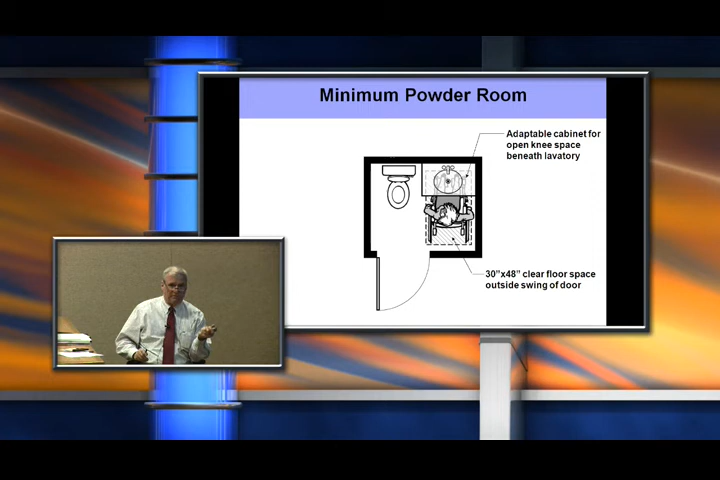 Minimum Powder Room
Adaptable cabinet for
open knee space
beneath lavatory
30”x48” clear floor space
outside swing of door